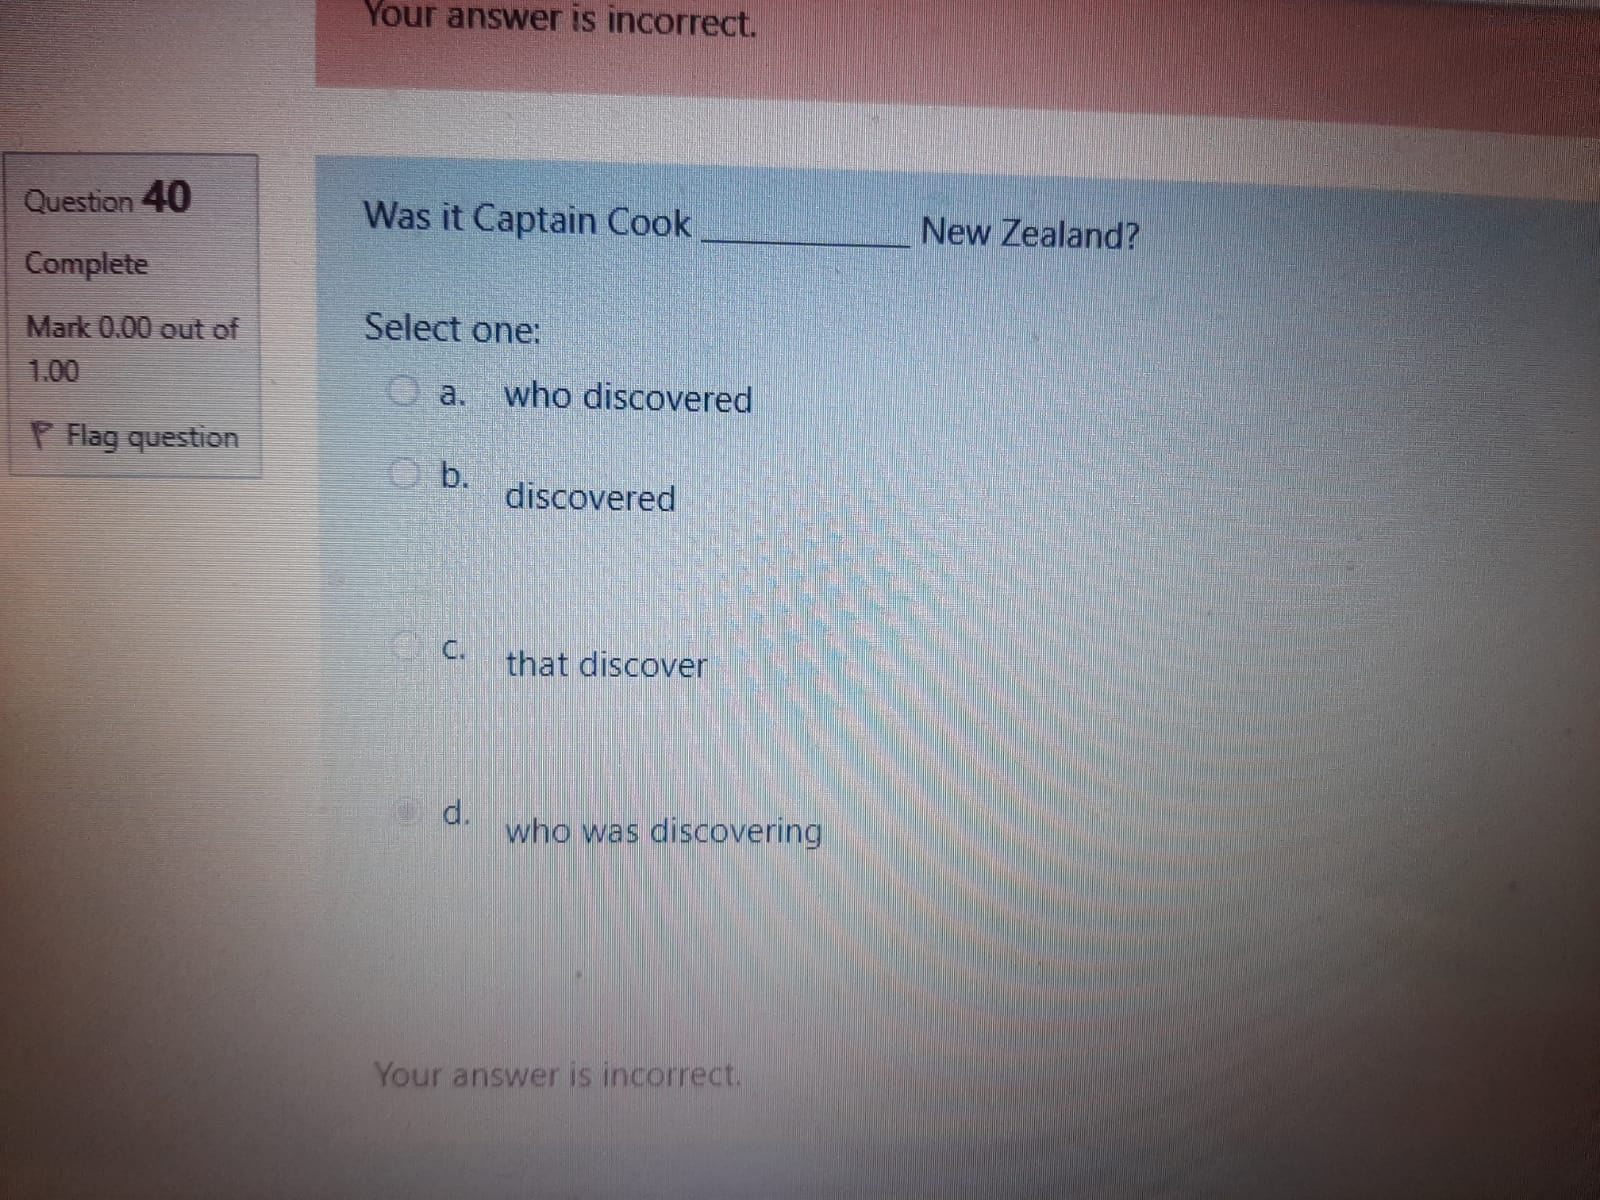 Your answer is incorrect.
Question 40
Complete
Mark 0.00 out of
1.00
Flag question
Was it Captain Cook ____________ New Zealand?
Select one:
a. who discovered
b. discovered
c. that discover
d. who was discovering
Your answer is incorrect.